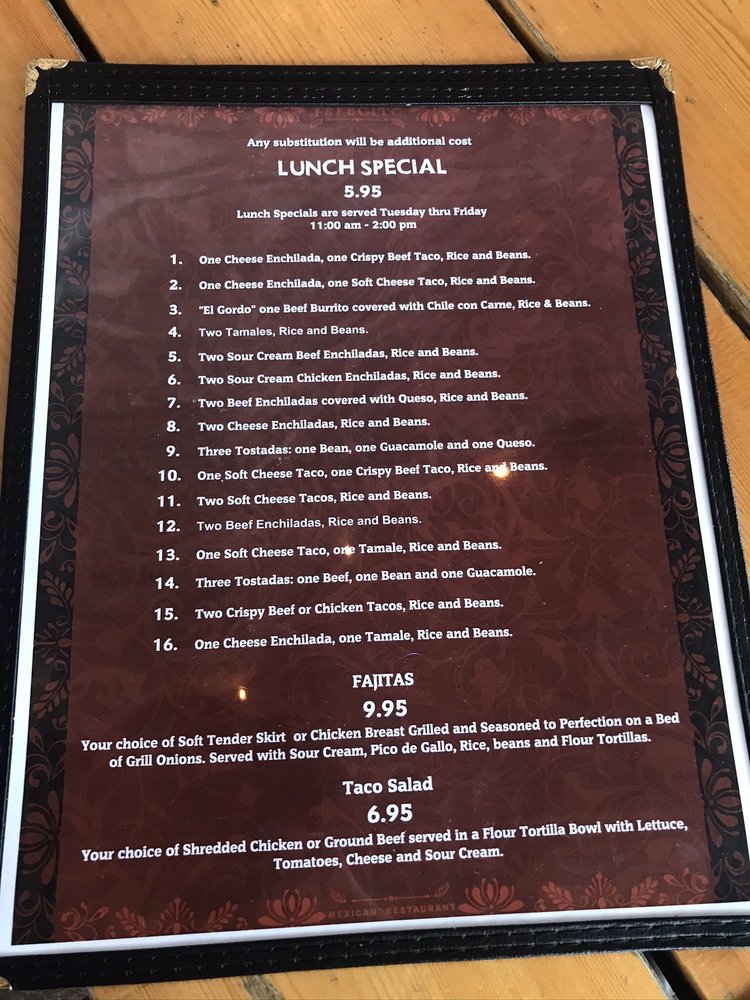 Any substitution will be additional cost
LUNCH SPECIAL
5.95
Lunch Specials are served Tuesday thru Friday
11:00 am - 2:00 pm
1. One Cheese Enchilada, one Crispy Beef Taco, Rice and Beans.
2. One Cheese Enchilada, one Soft Cheese Taco, Rice and Beans.
3. "El Gordo" one Beef Burrito covered with Chile con Carne, Rice & Beans.
4. Two Tamales, Rice and Beans.
5. Two Sour Cream Beef Enchiladas, Rice and Beans.
6. Two Sour Cream Chicken Enchiladas, Rice and Beans.
7. Two Beef Enchiladas covered with Queso, Rice and Beans.
8. Two Cheese Enchiladas, Rice and Beans.
9. Three Tostadas: one Bean, one Guacamole and one Queso.
10. One Soft Cheese Taco, one Crispy Beef Taco, Rice and Beans.
11. Two Soft Cheese Tacos, Rice and Beans.
12. Two Beef Enchiladas, Rice and Beans.
13. One Soft Cheese Taco, one Tamale, Rice and Beans.
14. Three Tostadas: one Beef, one Bean and one Guacamole.
15. Two Crispy Beef or Chicken Tacos, Rice and Beans.
16. One Cheese Enchilada, one Tamale, Rice and Beans.
FAJITAS
9.95
Your choice of Soft Tender Skirt or Chicken Breast Grilled and Seasoned to Perfection on a Bed
of Grill Onions. Served with Sour Cream, Pico de Gallo, Rice, beans and Flour Tortillas.
Taco Salad
6.95
Your choice of Shredded Chicken or Ground Beef served in a Flour Tortilla Bowl with Lettuce,
Tomatoes, Cheese and Sour Cream.
MEXICAN RESTAURANT